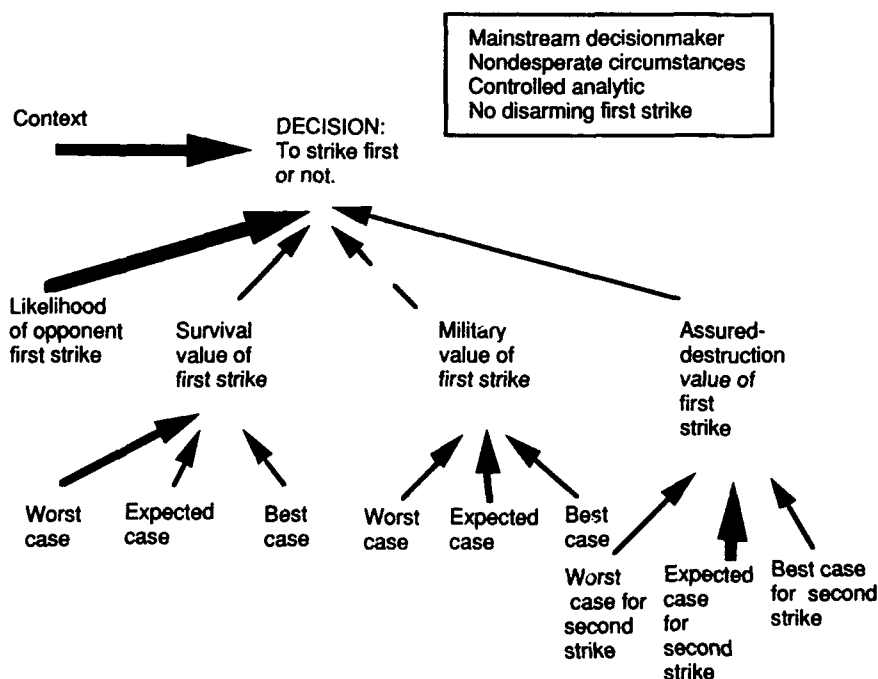 Mainstream decisionmaker
Nondesperate circumstances
Controlled analytic
No disarming first strike
Context
DECISION:
To strike first
or not.
Likelihood
of opponent
first strike
Survival
value of
first strike
Military
value of
first strike
Assured-
destruction
value of
first
strike
Worst
case
Expected
case
Best
case
Worst
case
Expected
case
Best
case
Worst
case for
second
strike
Expected
case
for
second
strike
Best case
for second
strike